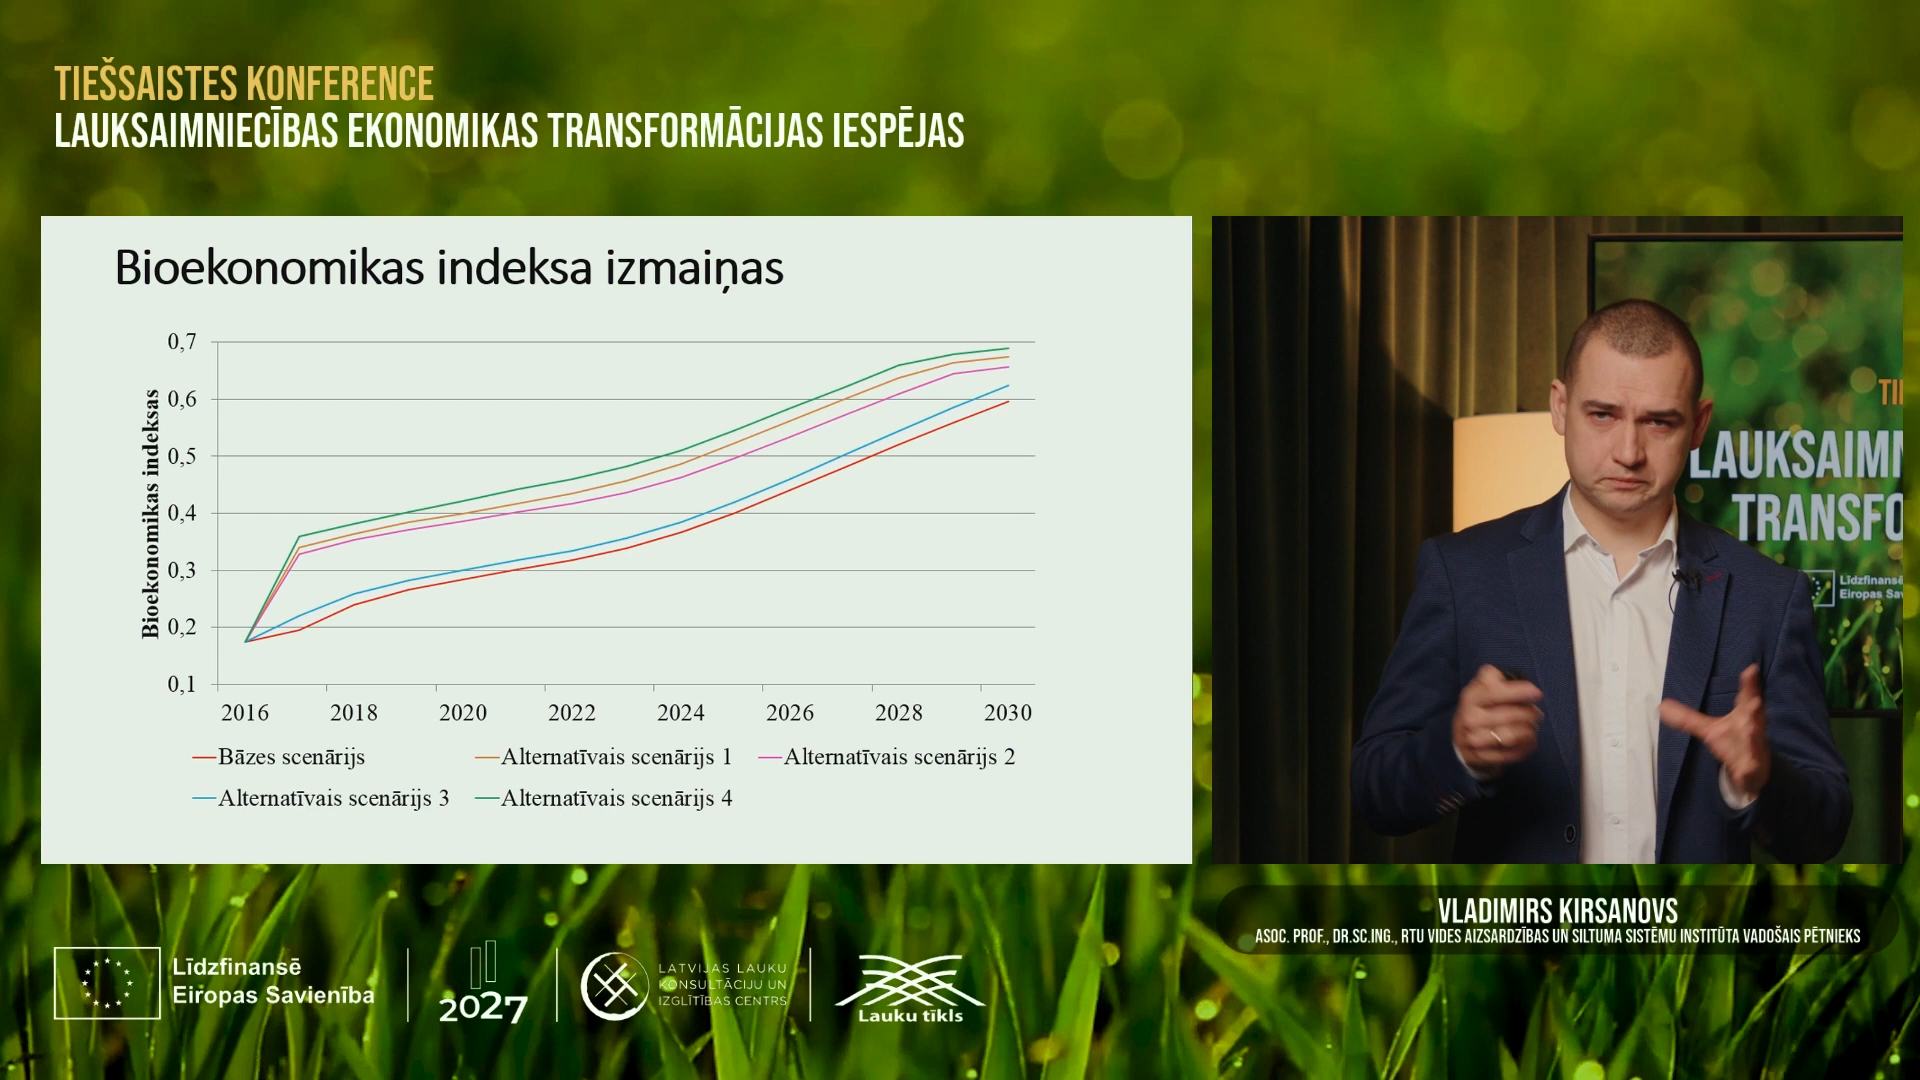 TIEŠSAISTES KONFERENCE
LAUKSAIMNIECĪBAS EKONOMIKAS TRANSFORMĀCIJAS IESPĒJAS
Bioekonomikas indeksa izmaiņas
Bioekonomikas indeksas
0,7
0,6
0,5
0,4
0,3
0,2
0,1
2016 2018 2020 2022 2024 2026 2028 2030
Bāzes scenārijs
Alternatīvais scenārijs 1
Alternatīvais scenārijs 2
Alternatīvais scenārijs 3
Alternatīvais scenārijs 4
TI
LAUKSAIM
TRANSFO
Līdzfinansē
Eiropas Sav
VLADIMIRS KIRSANOVS
ASOC. PROF., DR.SC.ING., RTU VIDES AIZSARDZĪBAS UN SILTUMA SISTĒMU INSTITŪTA VADOŠAIS PĒTNIEKS
Līdzfinansē
Eiropas Savienība
2027
LATVIJAS LAUKU
KONSULTĀCIJU UN
IZGLĪTĪBAS CENTRS
Lauku tīkls